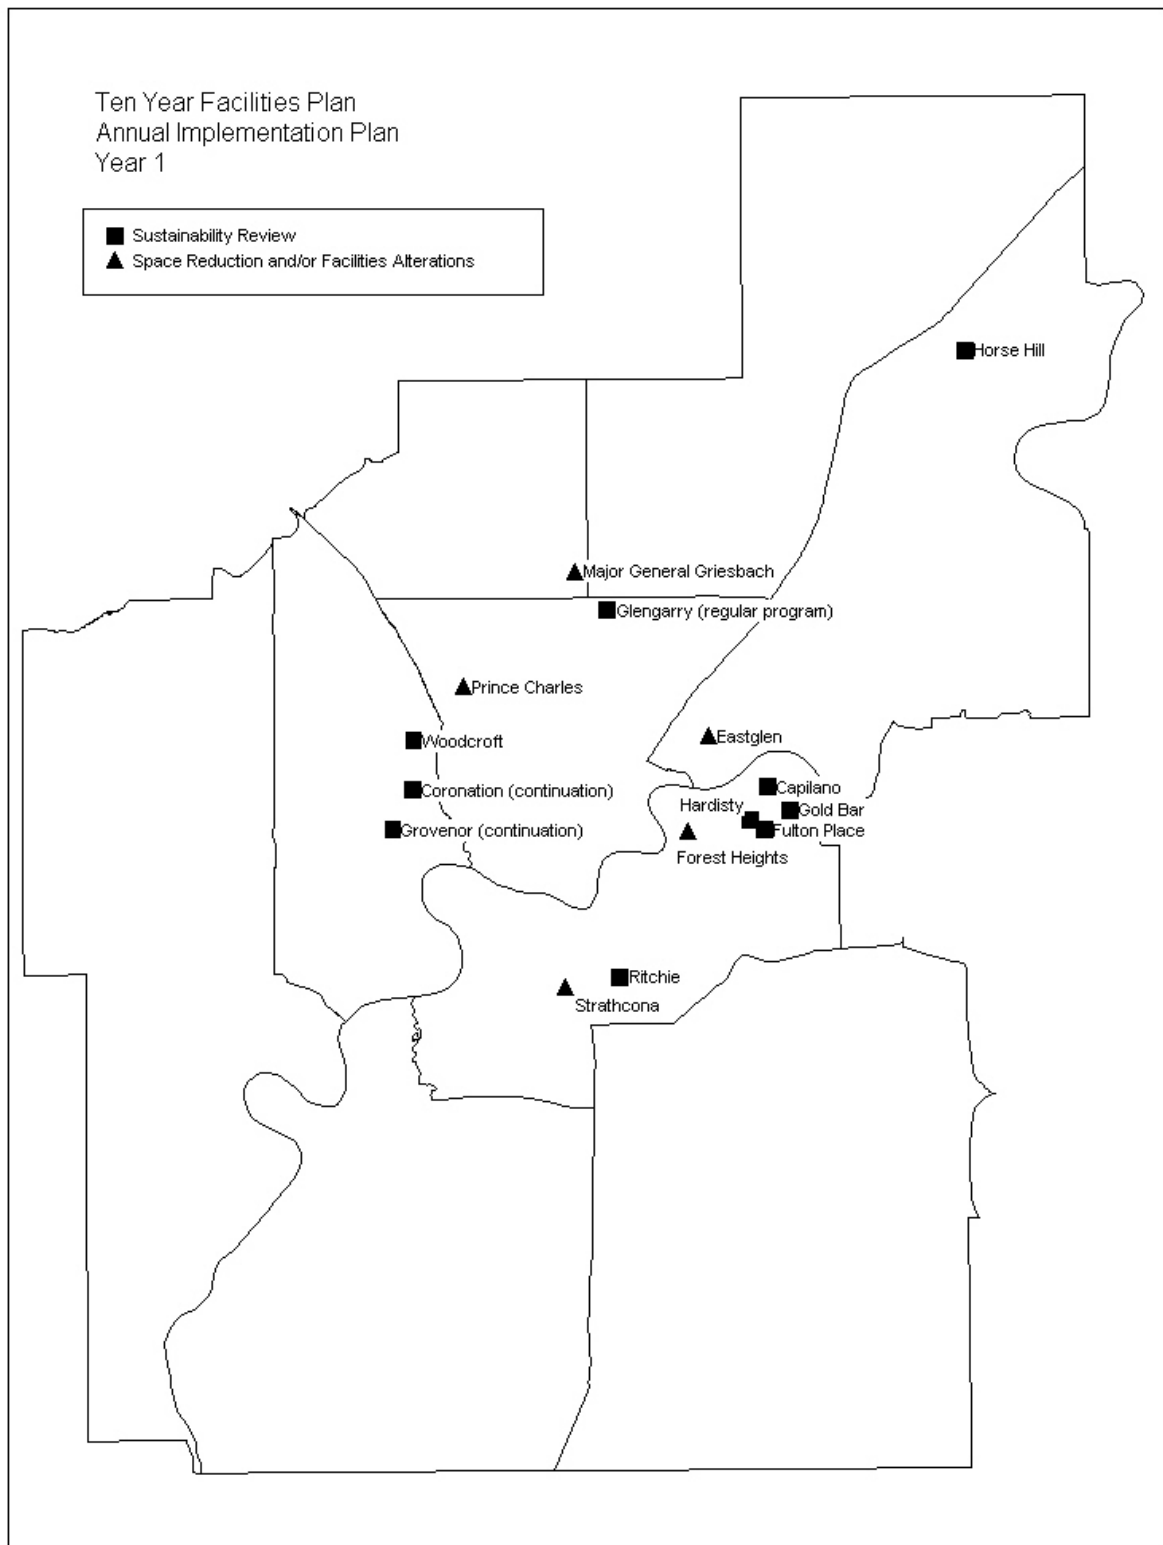 Ten Year Facilities Plan
Annual Implementation Plan
Year 1
Sustainability Review
Space Reduction and/or Facilities Alterations
Horse Hill
Major General Griesbach
Glengarry (regular program)
Prince Charles
Eastglen
Woodcroft
Capilano
Coronation (continuation)
Hardisty
Gold Bar
Grovenor (continuation)
Fulton Place
Forest Heights
Ritchie
Strathcona